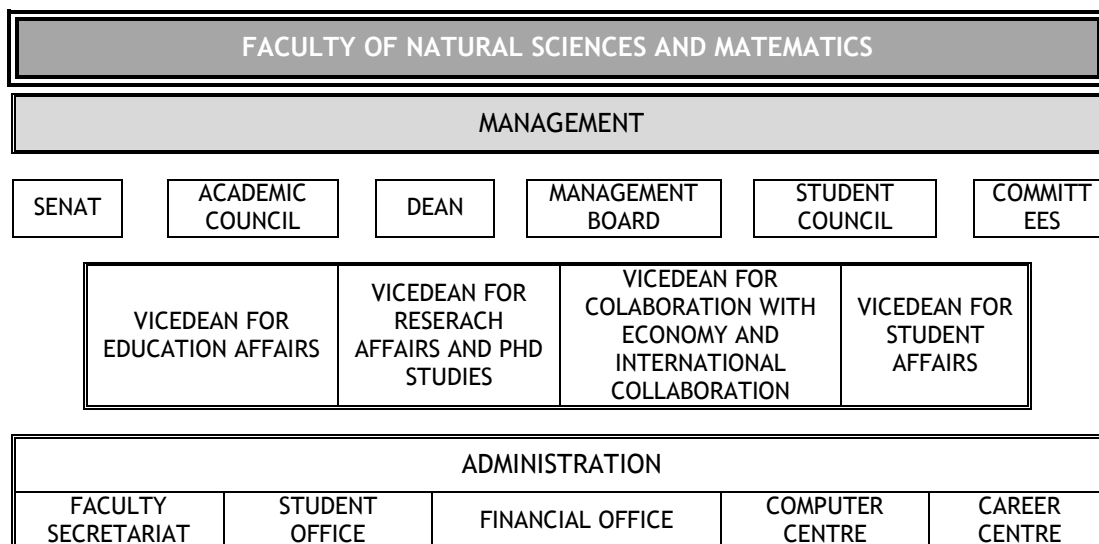 FACULTY OF NATURAL SCIENCES AND MATEMATICS
MANAGEMENT
SENAT
ACADEMIC
COUNCIL
DEAN
MANAGEMENT
BOARD
STUDENT
COUNCIL
COMMITT
EES
VICEDEAN FOR
EDUCATION AFFAIRS
VICEDEAN FOR
RESERACH
AFFAIRS AND PHD
STUDIES
VICEDEAN FOR
COLABORATION WITH
ECONOMY AND
INTERNATIONAL
COLLABORATION
VICEDEAN FOR
STUDENT
AFFAIRS
ADMINISTRATION
FACULTY
SECRETARIAT
STUDENT
OFFICE
FINANCIAL OFFICE
COMPUTER
CENTRE
CAREER
CENTRE